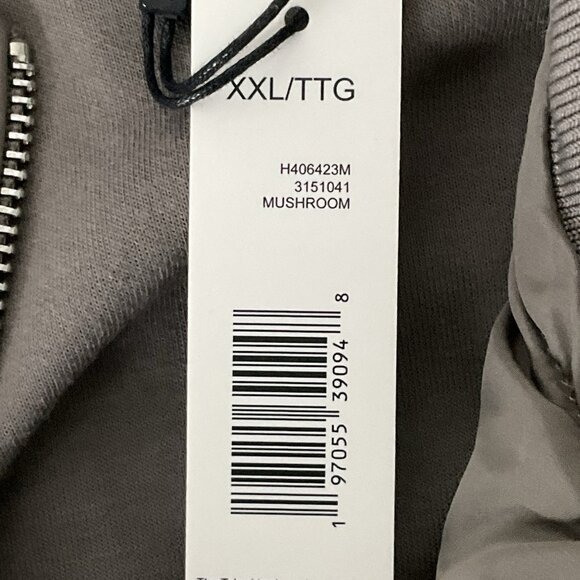 XXL/TTG
H406423M
3151041
MUSHROOM
1 97055 39094 8